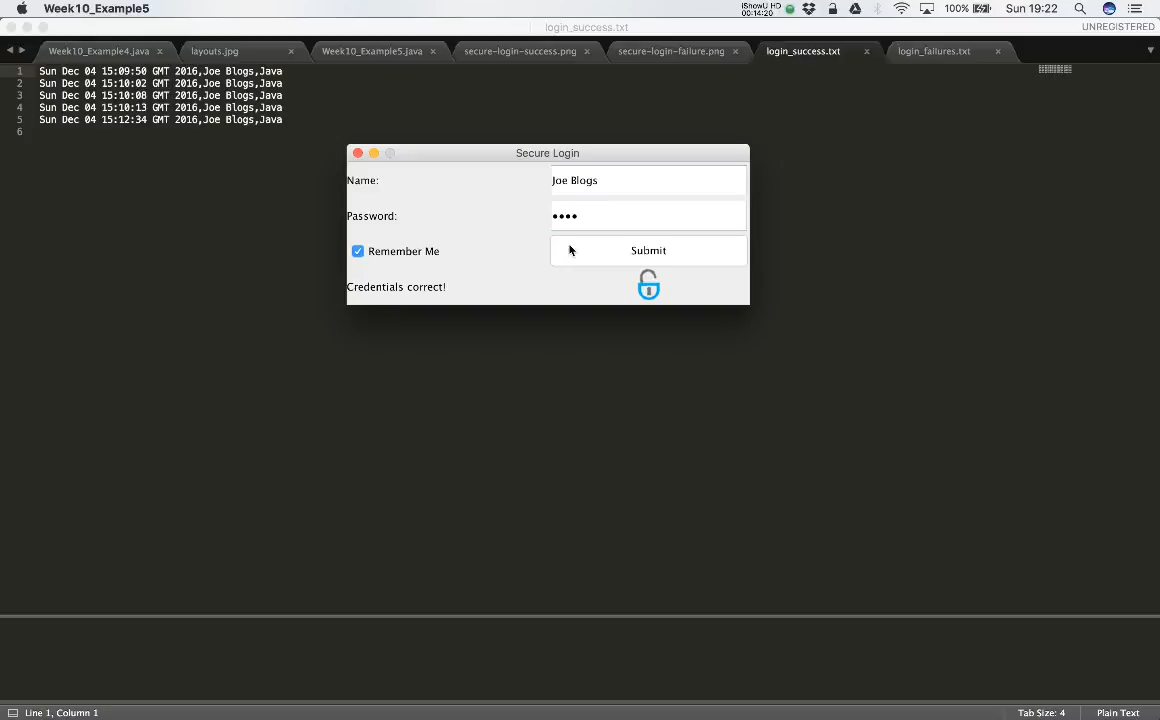 Week10_Example5
iShowU HD
00:14:20
100%
Sun 19:22
login_success.txt
UNREGISTERED
Week10_Example4.java
layouts.jpg
Week10_Example5.java
secure-login-success.png
secure-login-failure.png
login_success.txt
login_failures.txt
1 Sun Dec 04 15:09:50 GMT 2016,Joe Blogs,Java
2 Sun Dec 04 15:10:02 GMT 2016,Joe Blogs,Java
3 Sun Dec 04 15:10:08 GMT 2016,Joe Blogs,Java
4 Sun Dec 04 15:10:13 GMT 2016,Joe Blogs,Java
5 Sun Dec 04 15:12:34 GMT 2016,Joe Blogs,Java
6
Secure Login
Name: Joe Blogs
Password: ••••
Remember Me Submit
Credentials correct!
Line 1, Column 1
Tab Size: 4
Plain Text